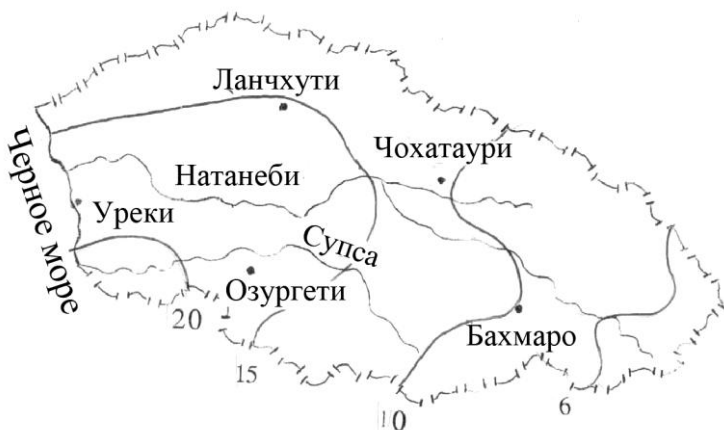 Ланчхути
Чохатаури
Черное море
Натанеби
Уреки
Супса
Озургети
20
Бахмаро
15
10
6